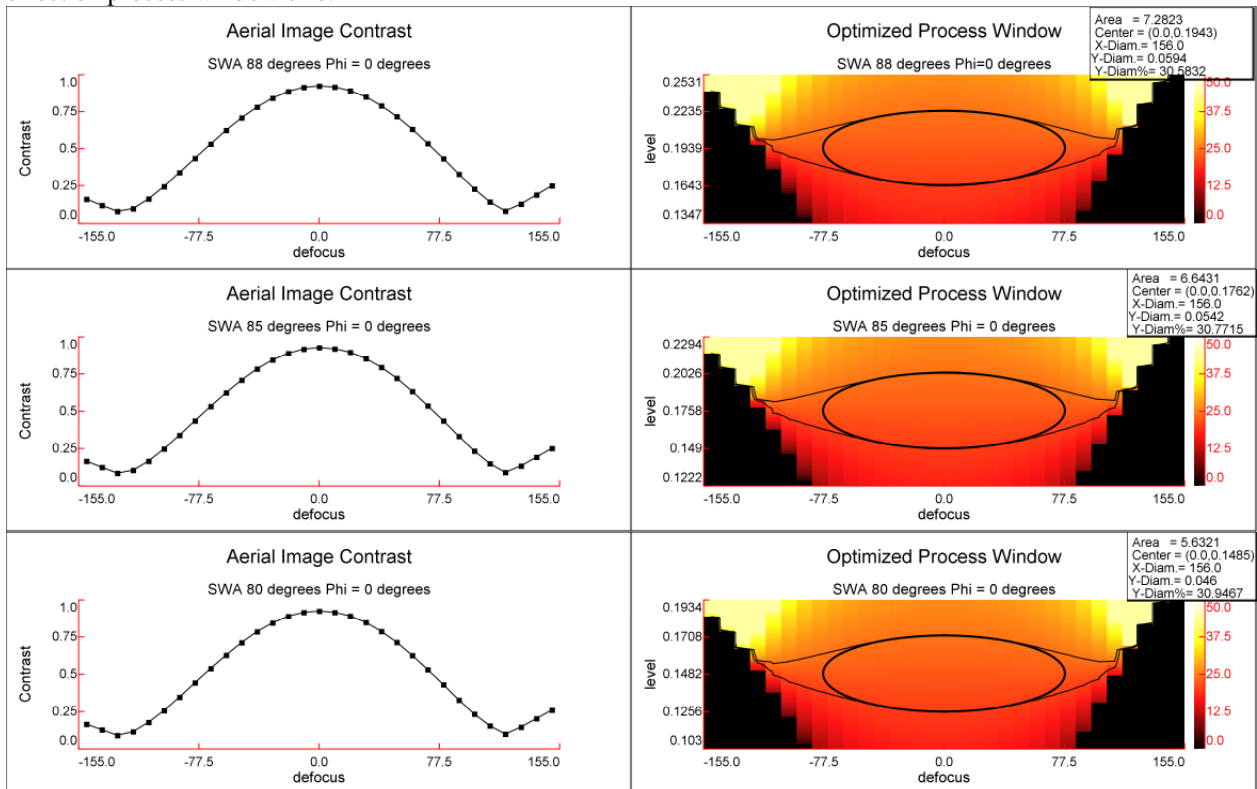 Aerial Image Contrast
SWA 88 degrees Phi = 0 degrees
1.0
0.75
0.5
0.25
0.0
Contrast
-155.0 -77.5 0.0 77.5 155.0
defocus
Optimized Process Window
SWA 88 degrees Phi=0 degrees
Area = 7.2823
Center = (0.0,0.1943)
X-Diam.= 156.0
Y-Diam.= 0.0594
Y-Diam%= 30.5832
0.2531
0.2235
0.1939
0.1643
0.1347
level
-155.0 -77.5 0.0 77.5 155.0
defocus
50.0
37.5
25.0
12.5
0.0
Aerial Image Contrast
SWA 85 degrees Phi = 0 degrees
1.0
0.75
0.5
0.25
0.0
Contrast
-155.0 -77.5 0.0 77.5 155.0
defocus
Optimized Process Window
SWA 85 degrees Phi = 0 degrees
Area = 6.6431
Center = (0.0,0.1762)
X-Diam.= 156.0
Y-Diam.= 0.0542
Y-Diam%= 30.7715
0.2294
0.2026
0.1758
0.149
0.1222
level
-155.0 -77.5 0.0 77.5 155.0
defocus
50.0
37.5
25.0
12.5
0.0
Aerial Image Contrast
SWA 80 degrees Phi = 0 degrees
1.0
0.75
0.5
0.25
0.0
Contrast
-155.0 -77.5 0.0 77.5 155.0
defocus
Optimized Process Window
SWA 80 degrees Phi = 0 degrees
Area = 5.6321
Center = (0.0,0.1485)
X-Diam.= 156.0
Y-Diam.= 0.046
Y-Diam%= 30.9467
0.1934
0.1708
0.1482
0.1256
0.103
level
-155.0 -77.5 0.0 77.5 155.0
defocus
50.0
37.5
25.0
12.5
0.0